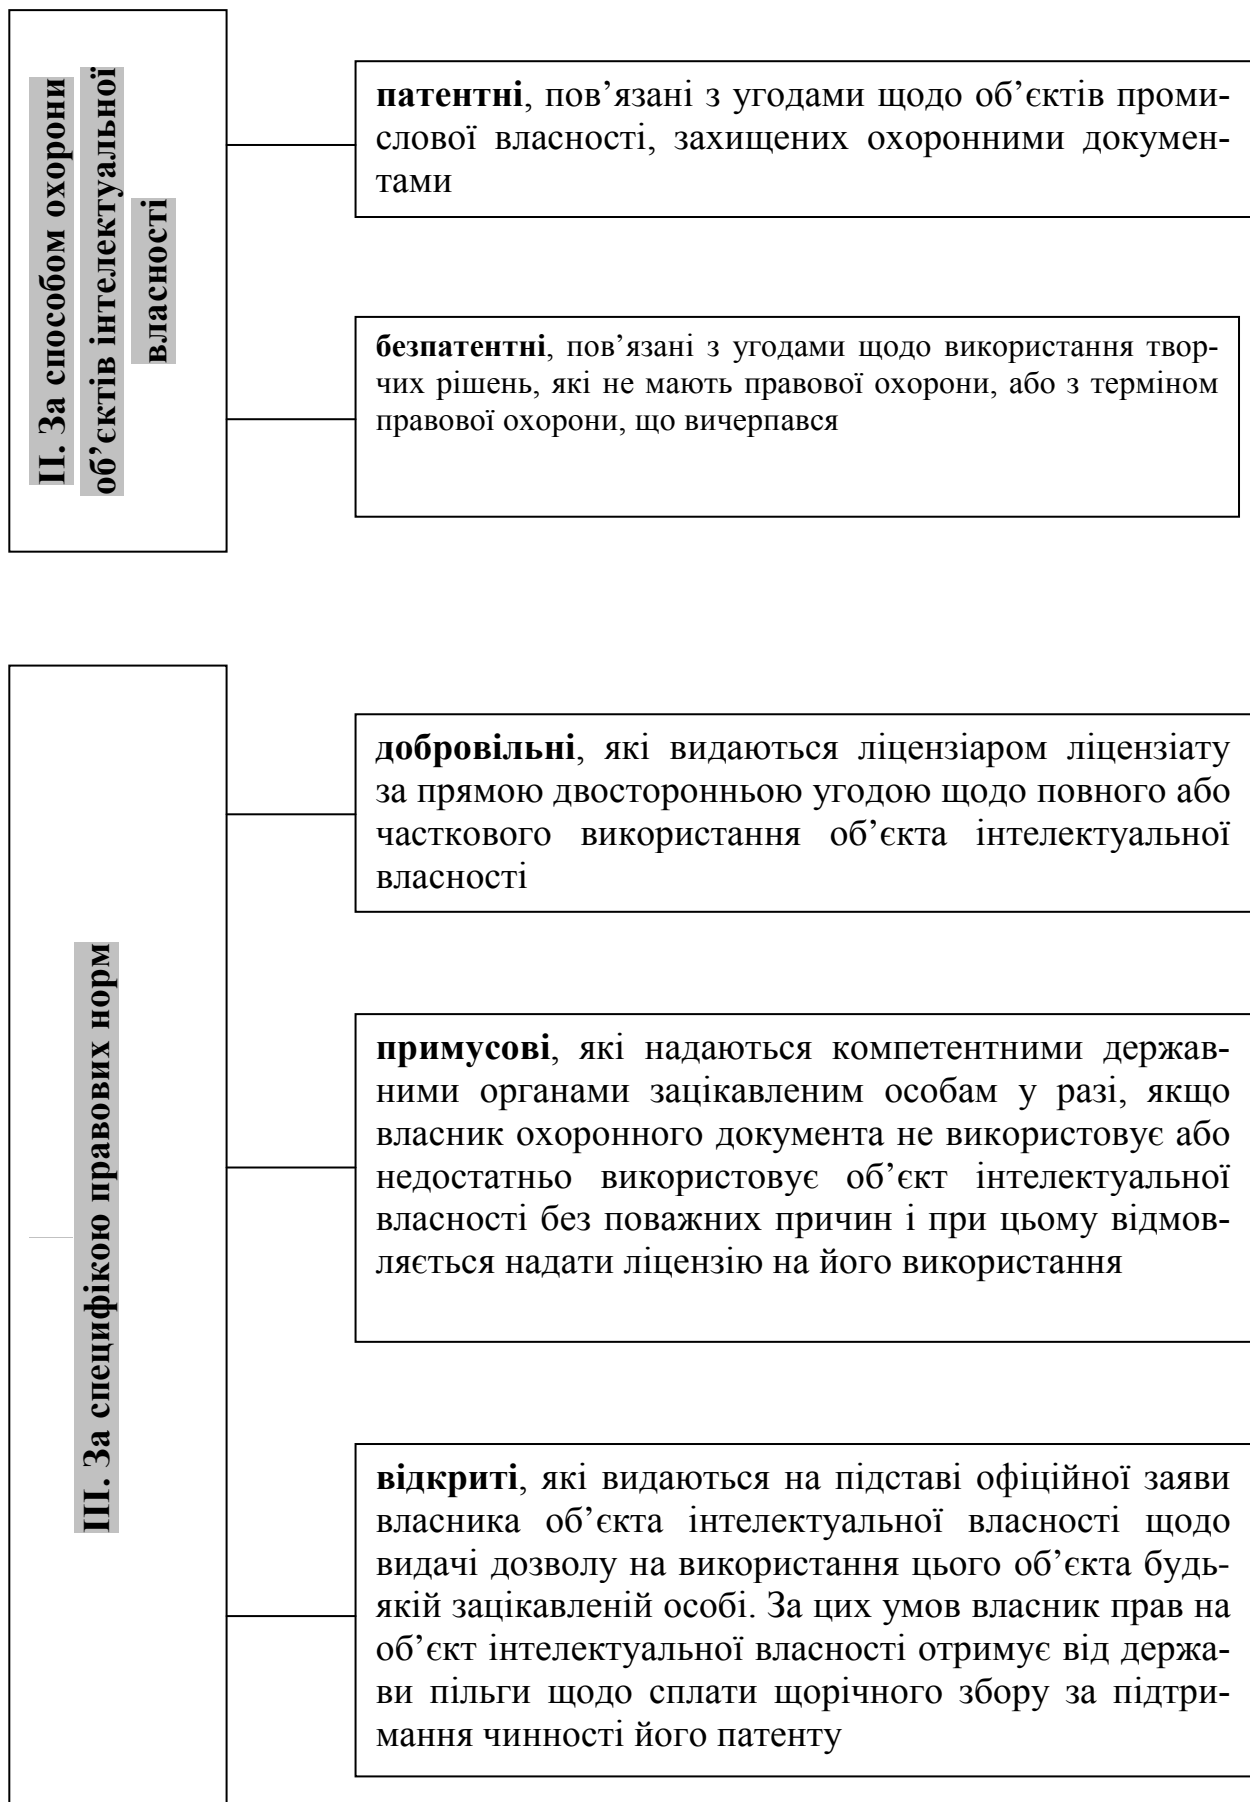 II. За способом охорони
об’єктів інтелектуальної
власності
патентні, пов’язані з угодами щодо об’єктів проми-
слової власності, захищених охоронними докумен-
тами
безпатентні, пов’язані з угодами щодо використання твор-
чих рішень, які не мають правової охорони, або з терміном
правової охорони, що вичерпався
III. За специфікою правових норм
добровільні, які видаються ліцензіаром ліцензіату
за прямою двосторонньою угодою щодо повного або
часткового використання об’єкта інтелектуальної
власності
примусові, які надаються компетентними держав-
ними органами зацікавленим особам у разі, якщо
власник охоронного документа не використовує або
недостатньо використовує об’єкт інтелектуальної
власності без поважних причин і при цьому відмов-
ляється надати ліцензію на його використання
відкриті, які видаються на підставі офіційної заяви
власника об’єкта інтелектуальної власності щодо
видачі дозволу на використання цього об’єкта будь-
якій зацікавленій особі. За цих умов власник прав на
об’єкт інтелектуальної власності отримує від держа-
ви пільги щодо сплати щорічного збору за підтри-
мання чинності його патенту